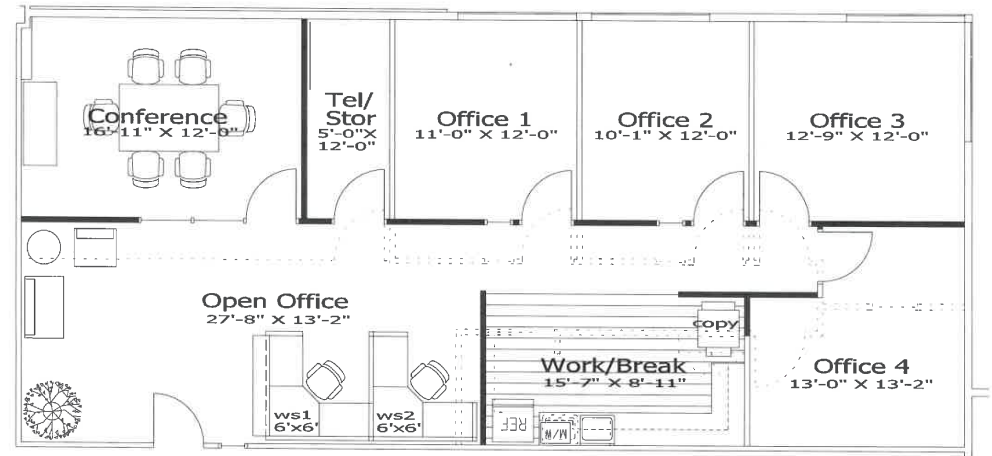 Conference
16'-11" X 12'-0"
Tel/
Stor
5'-0"X
12'-0"
Office 1
11'-0" X 12'-0"
Office 2
10'-1" X 12'-0"
Office 3
12'-9" X 12'-0"
Open Office
27'-8" X 13'-2"
copy
Work/Break
15'-7" X 8'-11"
Office 4
13'-0" X 13'-2"
ws1
6'x6'
ws2
6'x6'
REF
M/W